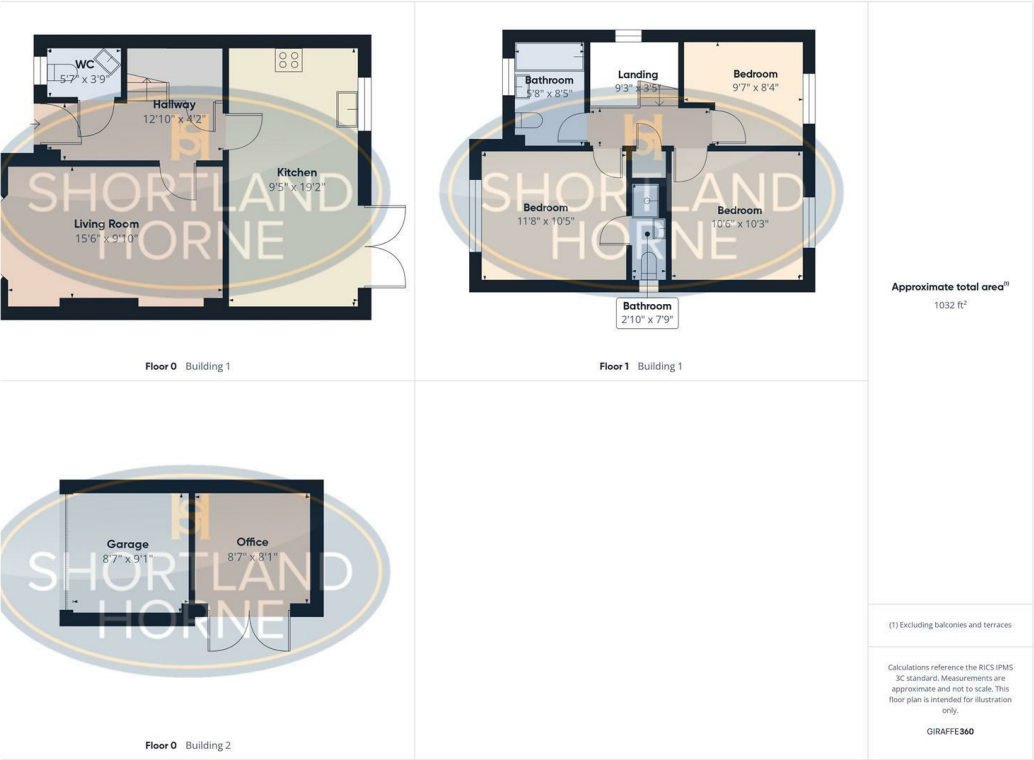 WC
5'7" x 3'9"
Hallway
12'10" x 4'2"
Kitchen
9'5" x 19'2"
Living Room
15'6" x 9'10"
SHORTLAND
HORNE
Floor 0 Building 1
Bathroom
5'8" x 8'5"
Landing
9'3" x 3'5"
Bedroom
9'7" x 8'4"
Bedroom
11'8" x 10'5"
Bedroom
10'6" x 10'3"
Bathroom
2'10" x 7'9"
SHORTLAND
HORNE
Floor 1 Building 1
Garage
8'7" x 9'1"
Office
8'7" x 8'1"
SHORTLAND
HORNE
Floor 0 Building 2
Approximate total area(1)
1032 ft²
(1) Excluding balconies and terraces
Calculations reference the RICS IPMS
3C standard. Measurements are
approximate and not to scale. This
floor plan is intended for illustration
only.
GIRAFFE360